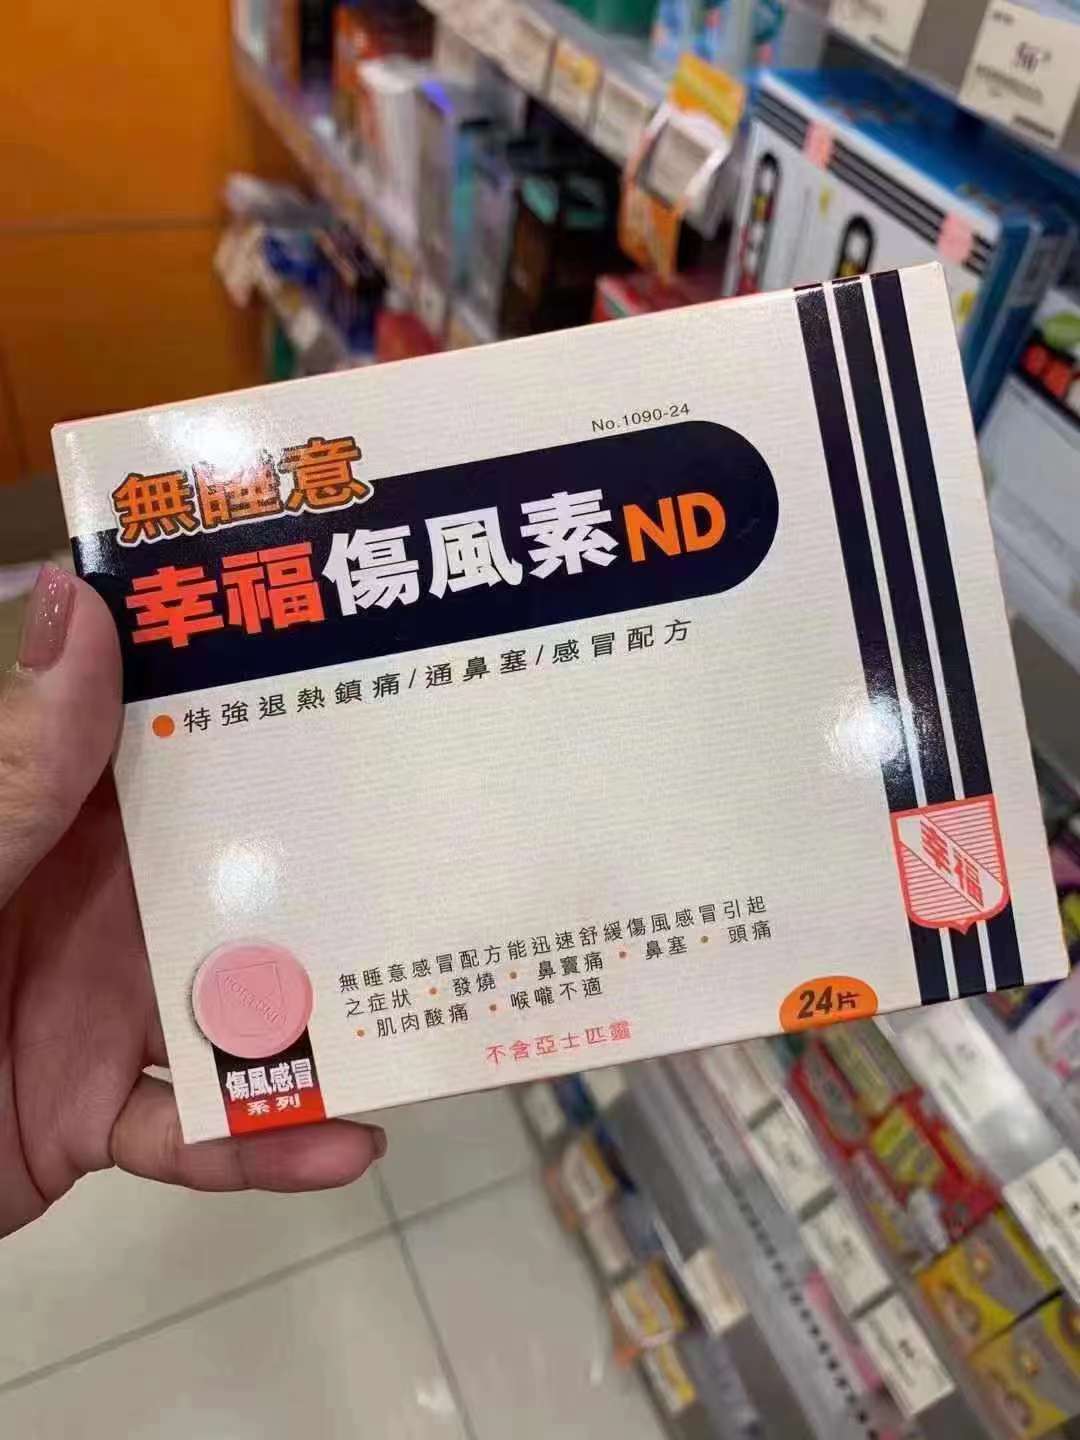 No.1090-24
無睡意
幸福傷風素ND
特強退熱鎮痛/通鼻塞/感冒配方
幸福
無睡意感冒配方能迅速舒緩傷風感冒引起
之症狀 • 發燒 • 鼻竇痛 • 鼻塞 • 頭痛
• 肌肉酸痛 • 喉嚨不適
不含亞士匹靈
24片
傷風感冒
系列